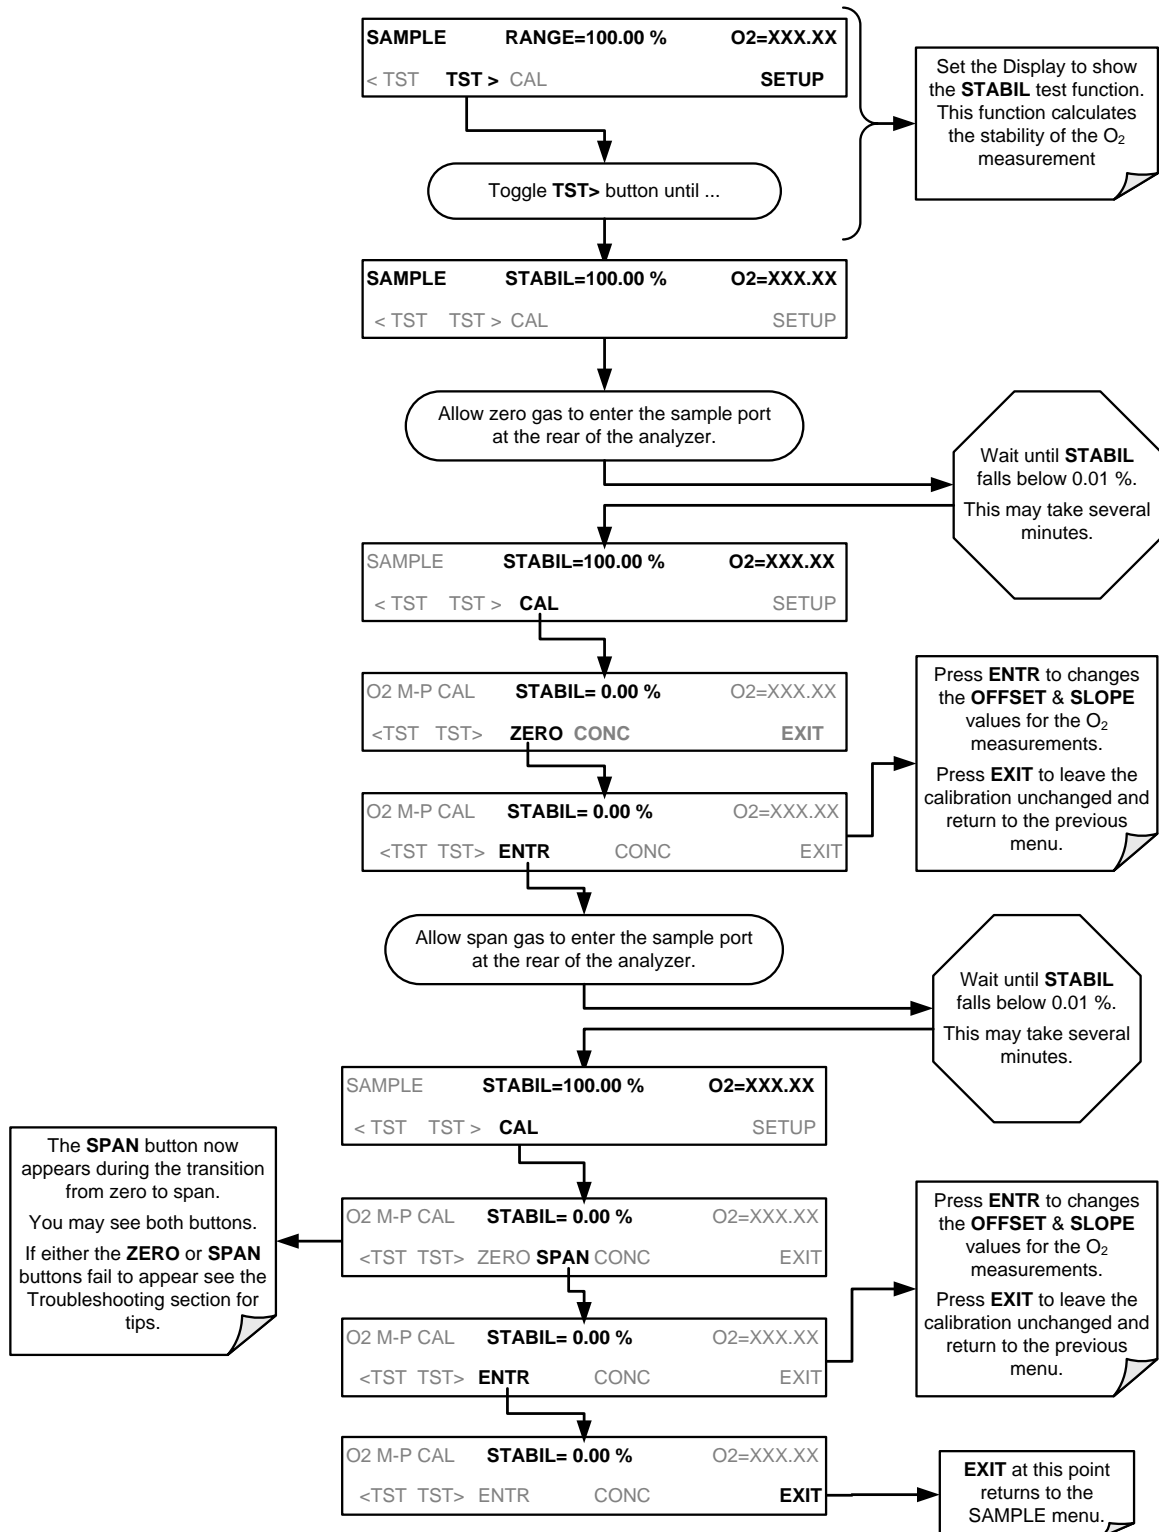 SAMPLE RANGE=100.00 % O2=XXX.XX
< TST TST > CAL SETUP
Set the Display to show
the STABIL test function.
This function calculates
the stability of the O2
measurement
Toggle TST> button until ...
SAMPLE STABIL=100.00 % O2=XXX.XX
< TST TST > CAL SETUP
Allow zero gas to enter the sample port
at the rear of the analyzer.
Wait until STABIL
falls below 0.01 %.
This may take several
minutes.
SAMPLE STABIL=100.00 % O2=XXX.XX
< TST TST > CAL SETUP
O2 M-P CAL STABIL= 0.00 % O2=XXX.XX
<TST TST> ZERO CONC EXIT
O2 M-P CAL STABIL= 0.00 % O2=XXX.XX
<TST TST> ENTR CONC EXIT
Press ENTR to changes
the OFFSET & SLOPE
values for the O2
measurements.
Press EXIT to leave the
calibration unchanged and
return to the previous
menu.
Allow span gas to enter the sample port
at the rear of the analyzer.
Wait until STABIL
falls below 0.01 %.
This may take several
minutes.
SAMPLE STABIL=100.00 % O2=XXX.XX
< TST TST > CAL SETUP
The SPAN button now
appears during the transition
from zero to span.
You may see both buttons.
If either the ZERO or SPAN
buttons fail to appear see the
Troubleshooting section for
tips.
O2 M-P CAL STABIL= 0.00 % O2=XXX.XX
<TST TST> ZERO SPAN CONC EXIT
O2 M-P CAL STABIL= 0.00 % O2=XXX.XX
<TST TST> ENTR CONC EXIT
Press ENTR to changes
the OFFSET & SLOPE
values for the O2
measurements.
Press EXIT to leave the
calibration unchanged and
return to the previous
menu.
O2 M-P CAL STABIL= 0.00 % O2=XXX.XX
<TST TST> ENTR CONC EXIT
EXIT at this point
returns to the
SAMPLE menu.